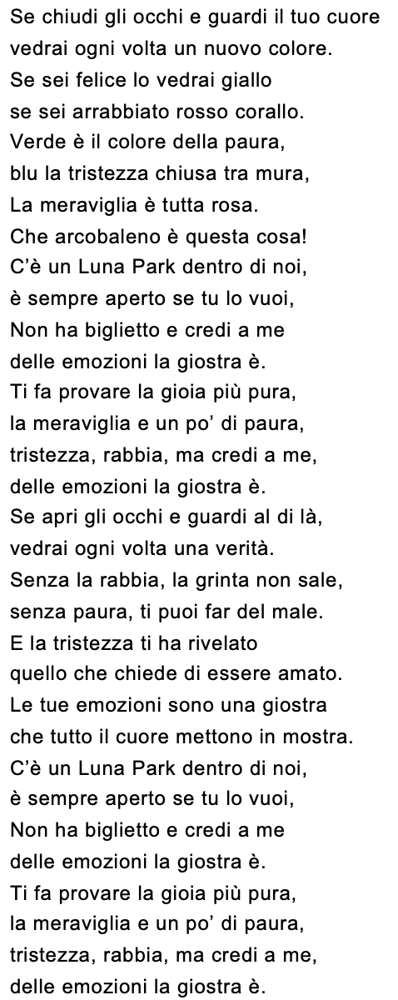 Se chiudi gli occhi e guardi il tuo cuore
vedrai ogni volta un nuovo colore.
Se sei felice lo vedrai giallo
se sei arrabbiato rosso corallo.
Verde è il colore della paura,
blu la tristezza chiusa tra mura,
La meraviglia è tutta rosa.
Che arcobaleno è questa cosa!
C’è un Luna Park dentro di noi,
è sempre aperto se tu lo vuoi,
Non ha biglietto e credi a me
delle emozioni la giostra è.
Ti fa provare la gioia più pura,
la meraviglia e un po’ di paura,
tristezza, rabbia, ma credi a me,
delle emozioni la giostra è.
Se apri gli occhi e guardi al di là,
vedrai ogni volta una verità.
Senza la rabbia, la grinta non sale,
senza paura, ti puoi far del male.
E la tristezza ti ha rivelato
quello che chiede di essere amato.
Le tue emozioni sono una giostra
che tutto il cuore mettono in mostra.
C’è un Luna Park dentro di noi,
è sempre aperto se tu lo vuoi,
Non ha biglietto e credi a me
delle emozioni la giostra è.
Ti fa provare la gioia più pura,
la meraviglia e un po’ di paura,
tristezza, rabbia, ma credi a me,
delle emozioni la giostra è.